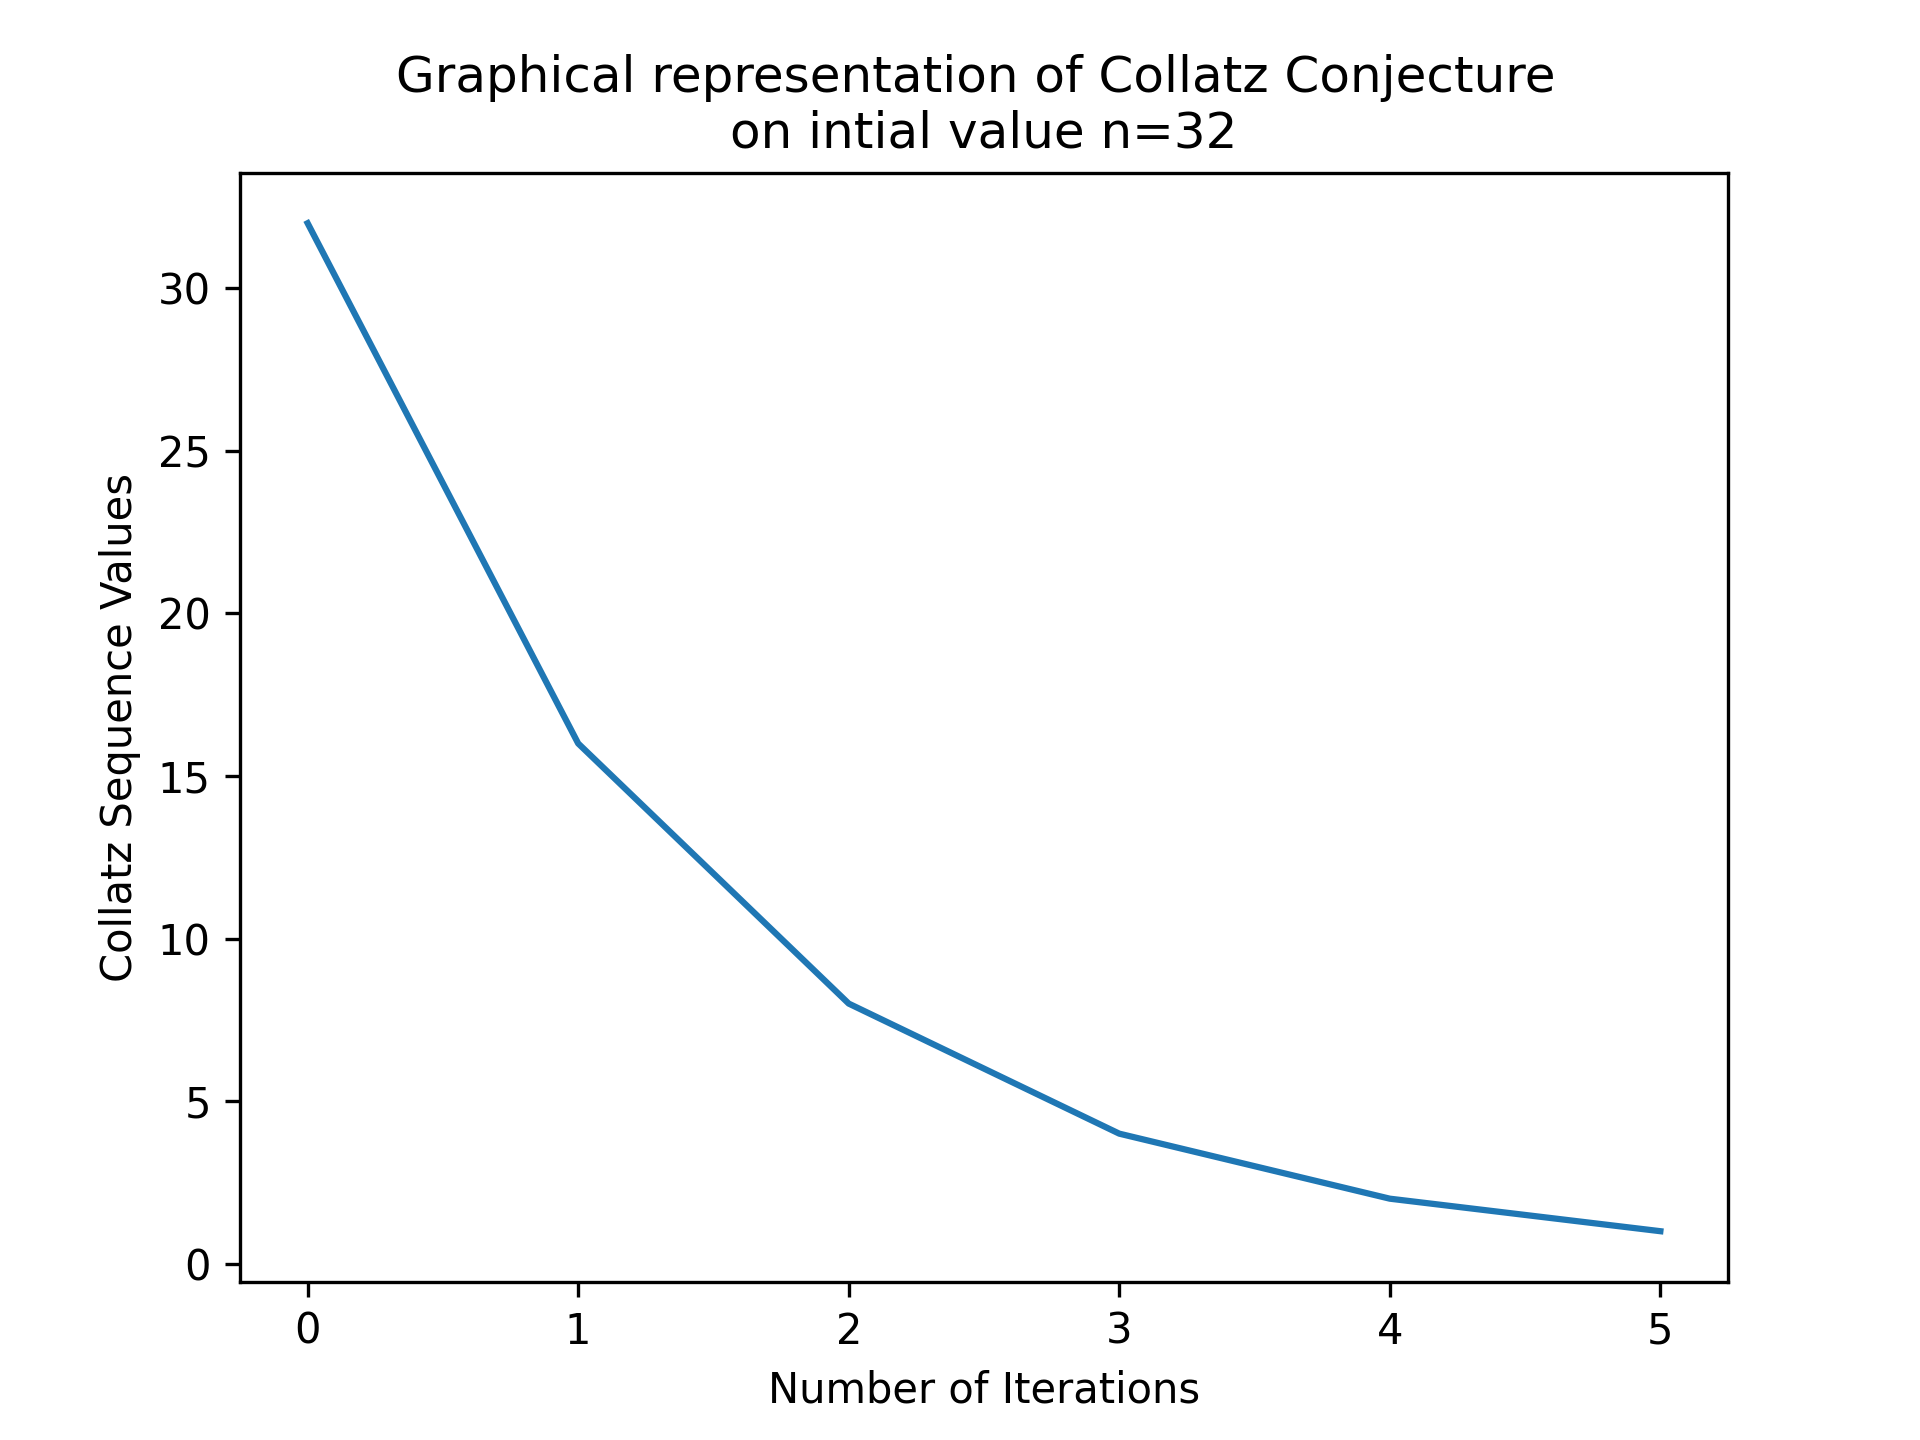 Graphical representation of Collatz Conjecture
on intial value n=32
Collatz Sequence Values
30
25
20
15
10
5
0
0 1 2 3 4 5
Number of Iterations